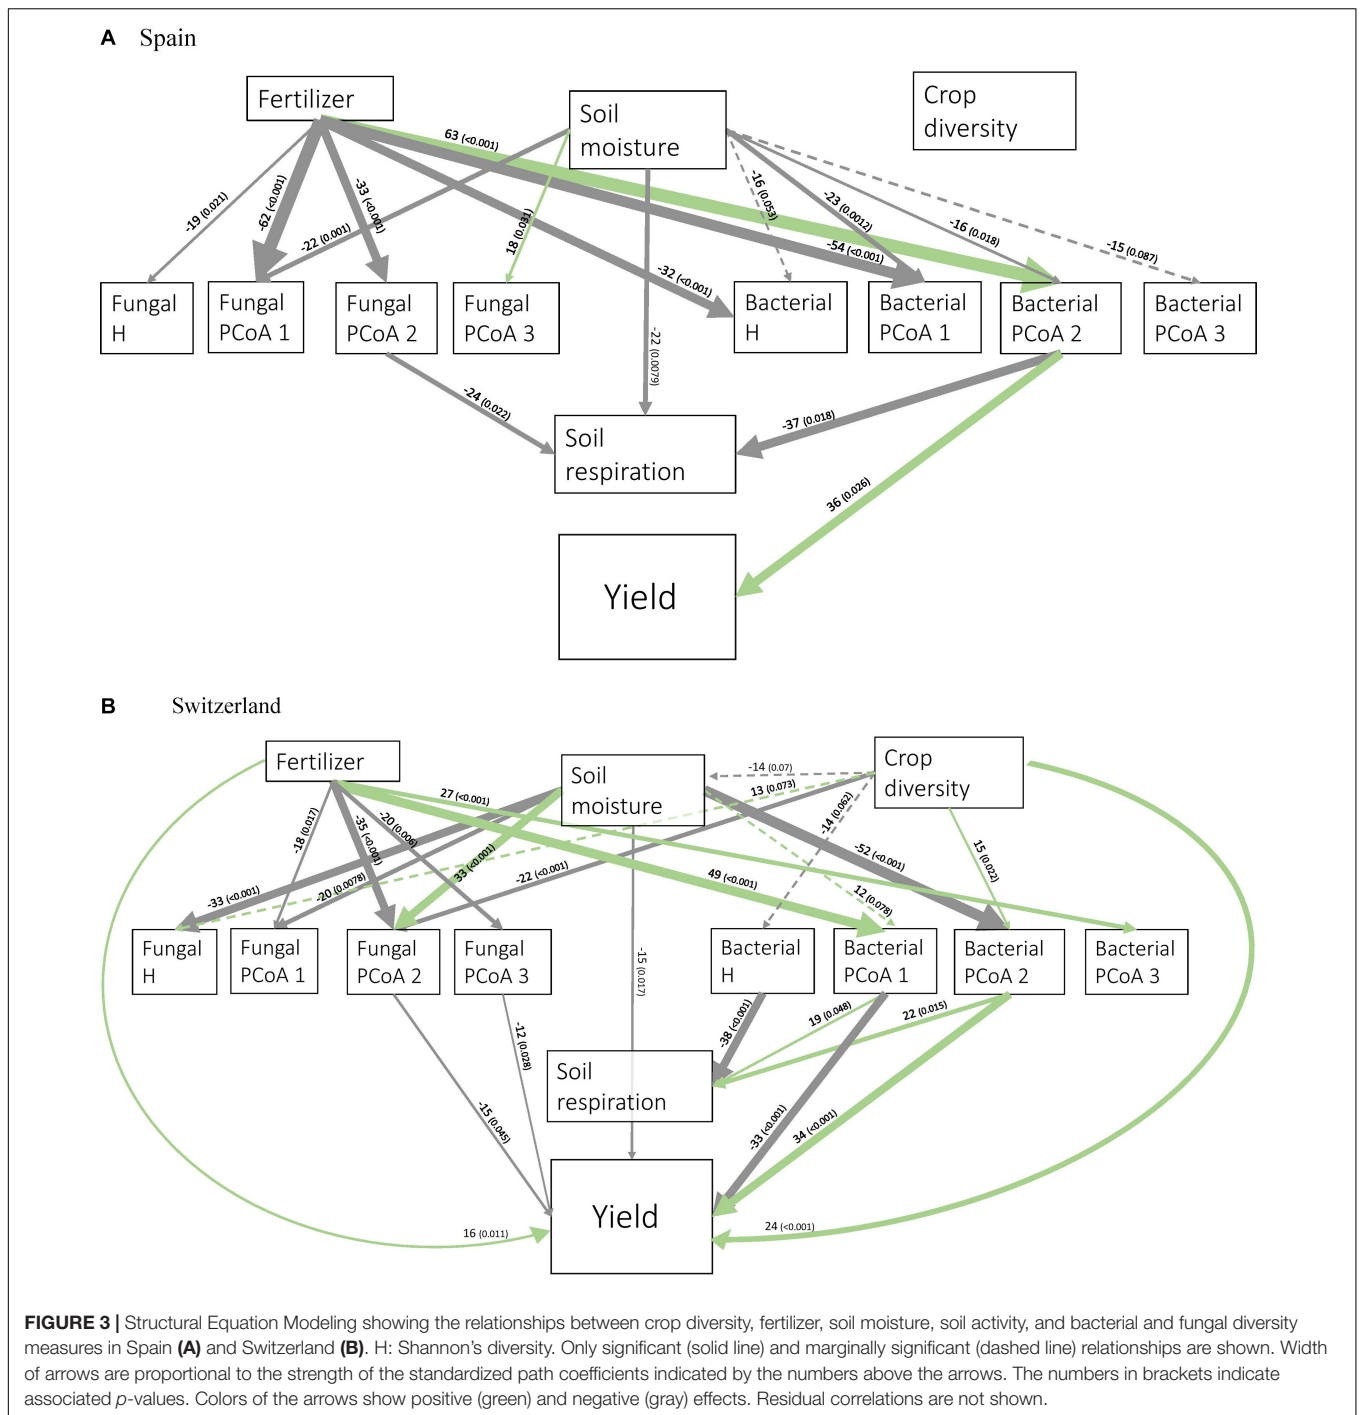 A Spain
Fertilizer
Soil
moisture
Crop
diversity
63 (<0.001)
-19 (0.021)
-62 (<0.001)
-33 (<0.001)
-22 (0.001)
18 (0.031)
-32 (<0.001)
-16 (0.053)
-23 (0.0012)
-54 (<0.001)
-16 (0.018)
-15 (0.087)
Fungal
H
Fungal
PCoA 1
Fungal
PCoA 2
Fungal
PCoA 3
Bacterial
H
Bacterial
PCoA 1
Bacterial
PCoA 2
Bacterial
PCoA 3
-22 (0.0079)
-24 (0.022)
-37 (0.018)
Soil
respiration
36 (0.026)
Yield
B Switzerland
Fertilizer
Soil
moisture
Crop
diversity
-14 (0.07)
13 (0.073)
27 (<0.001)
-18 (0.017)
-35 (<0.001)
-20 (0.006)
-14 (0.062)
-52 (<0.001)
15 (0.022)
-33 (<0.001)
-20 (0.0078)
33 (<0.001)
-22 (<0.001)
49 (<0.001)
12 (0.078)
Fungal
H
Fungal
PCoA 1
Fungal
PCoA 2
Fungal
PCoA 3
Bacterial
H
Bacterial
PCoA 1
Bacterial
PCoA 2
Bacterial
PCoA 3
-15 (0.017)
-12 (0.028)
-38 (<0.001)
19 (0.048)
22 (0.015)
Soil
respiration
-15 (0.045)
-33 (<0.001)
34 (<0.001)
Yield
16 (0.011)
24 (<0.001)
FIGURE 3 | Structural Equation Modeling showing the relationships between crop diversity, fertilizer, soil moisture, soil activity, and bacterial and fungal diversity
measures in Spain (A) and Switzerland (B). H: Shannon's diversity. Only significant (solid line) and marginally significant (dashed line) relationships are shown. Width
of arrows are proportional to the strength of the standardized path coefficients indicated by the numbers above the arrows. The numbers in brackets indicate
associated p-values. Colors of the arrows show positive (green) and negative (gray) effects. Residual correlations are not shown.